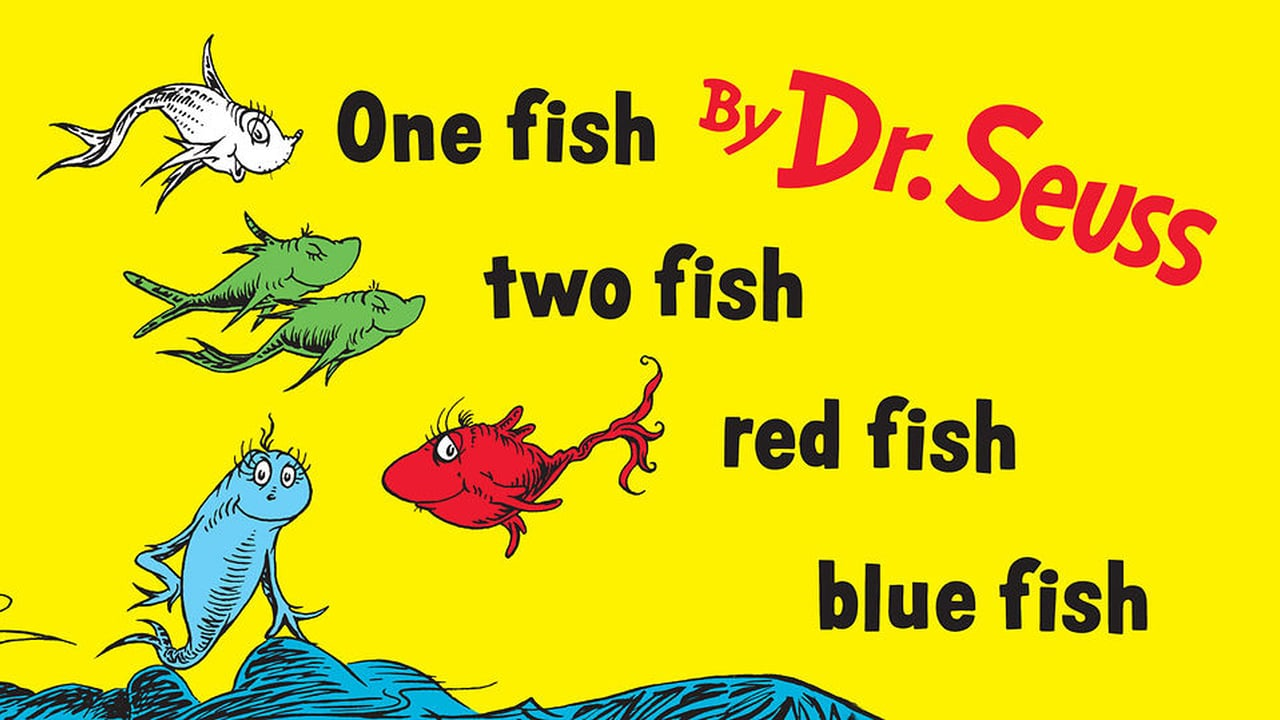 One fish
By Dr. Seuss
two fish
red fish
blue fish